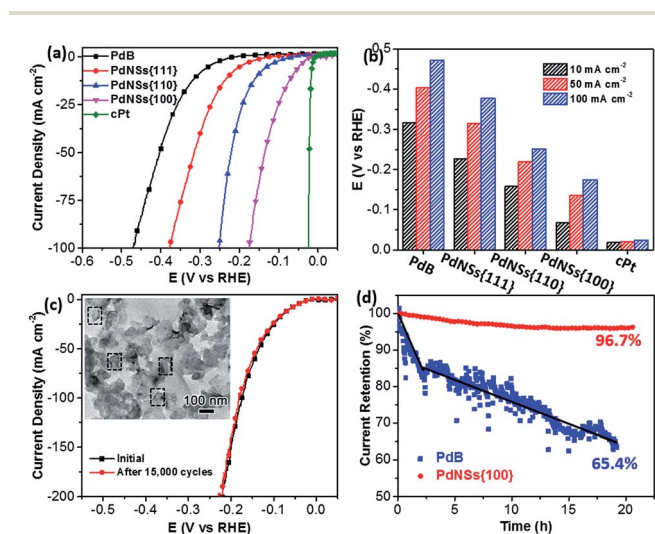 (a)
PdB
PdNSs{111}
PdNSs{110}
PdNSs{100}
cPt
0
-25
-50
-75
-100
Current Density (mA cm⁻²)
-0.6 -0.5 -0.4 -0.3 -0.2 -0.1 0.0
E (V vs RHE)
(b)
10 mA cm⁻²
50 mA cm⁻²
100 mA cm⁻²
-0.5
-0.4
-0.3
-0.2
-0.1
0.0
E (V vs RHE)
PdB PdNSs{111} PdNSs{110} PdNSs{100} cPt
(c)
100 nm
Initial
After 15,000 cycles
0
-50
-100
-150
-200
Current Density (mA cm⁻²)
-0.5 -0.4 -0.3 -0.2 -0.1 0.0
E (V vs RHE)
(d)
100
90
80
70
60
50
Current Retention (%)
96.7%
65.4%
PdB
PdNSs{100}
0 5 10 15 20
Time (h)